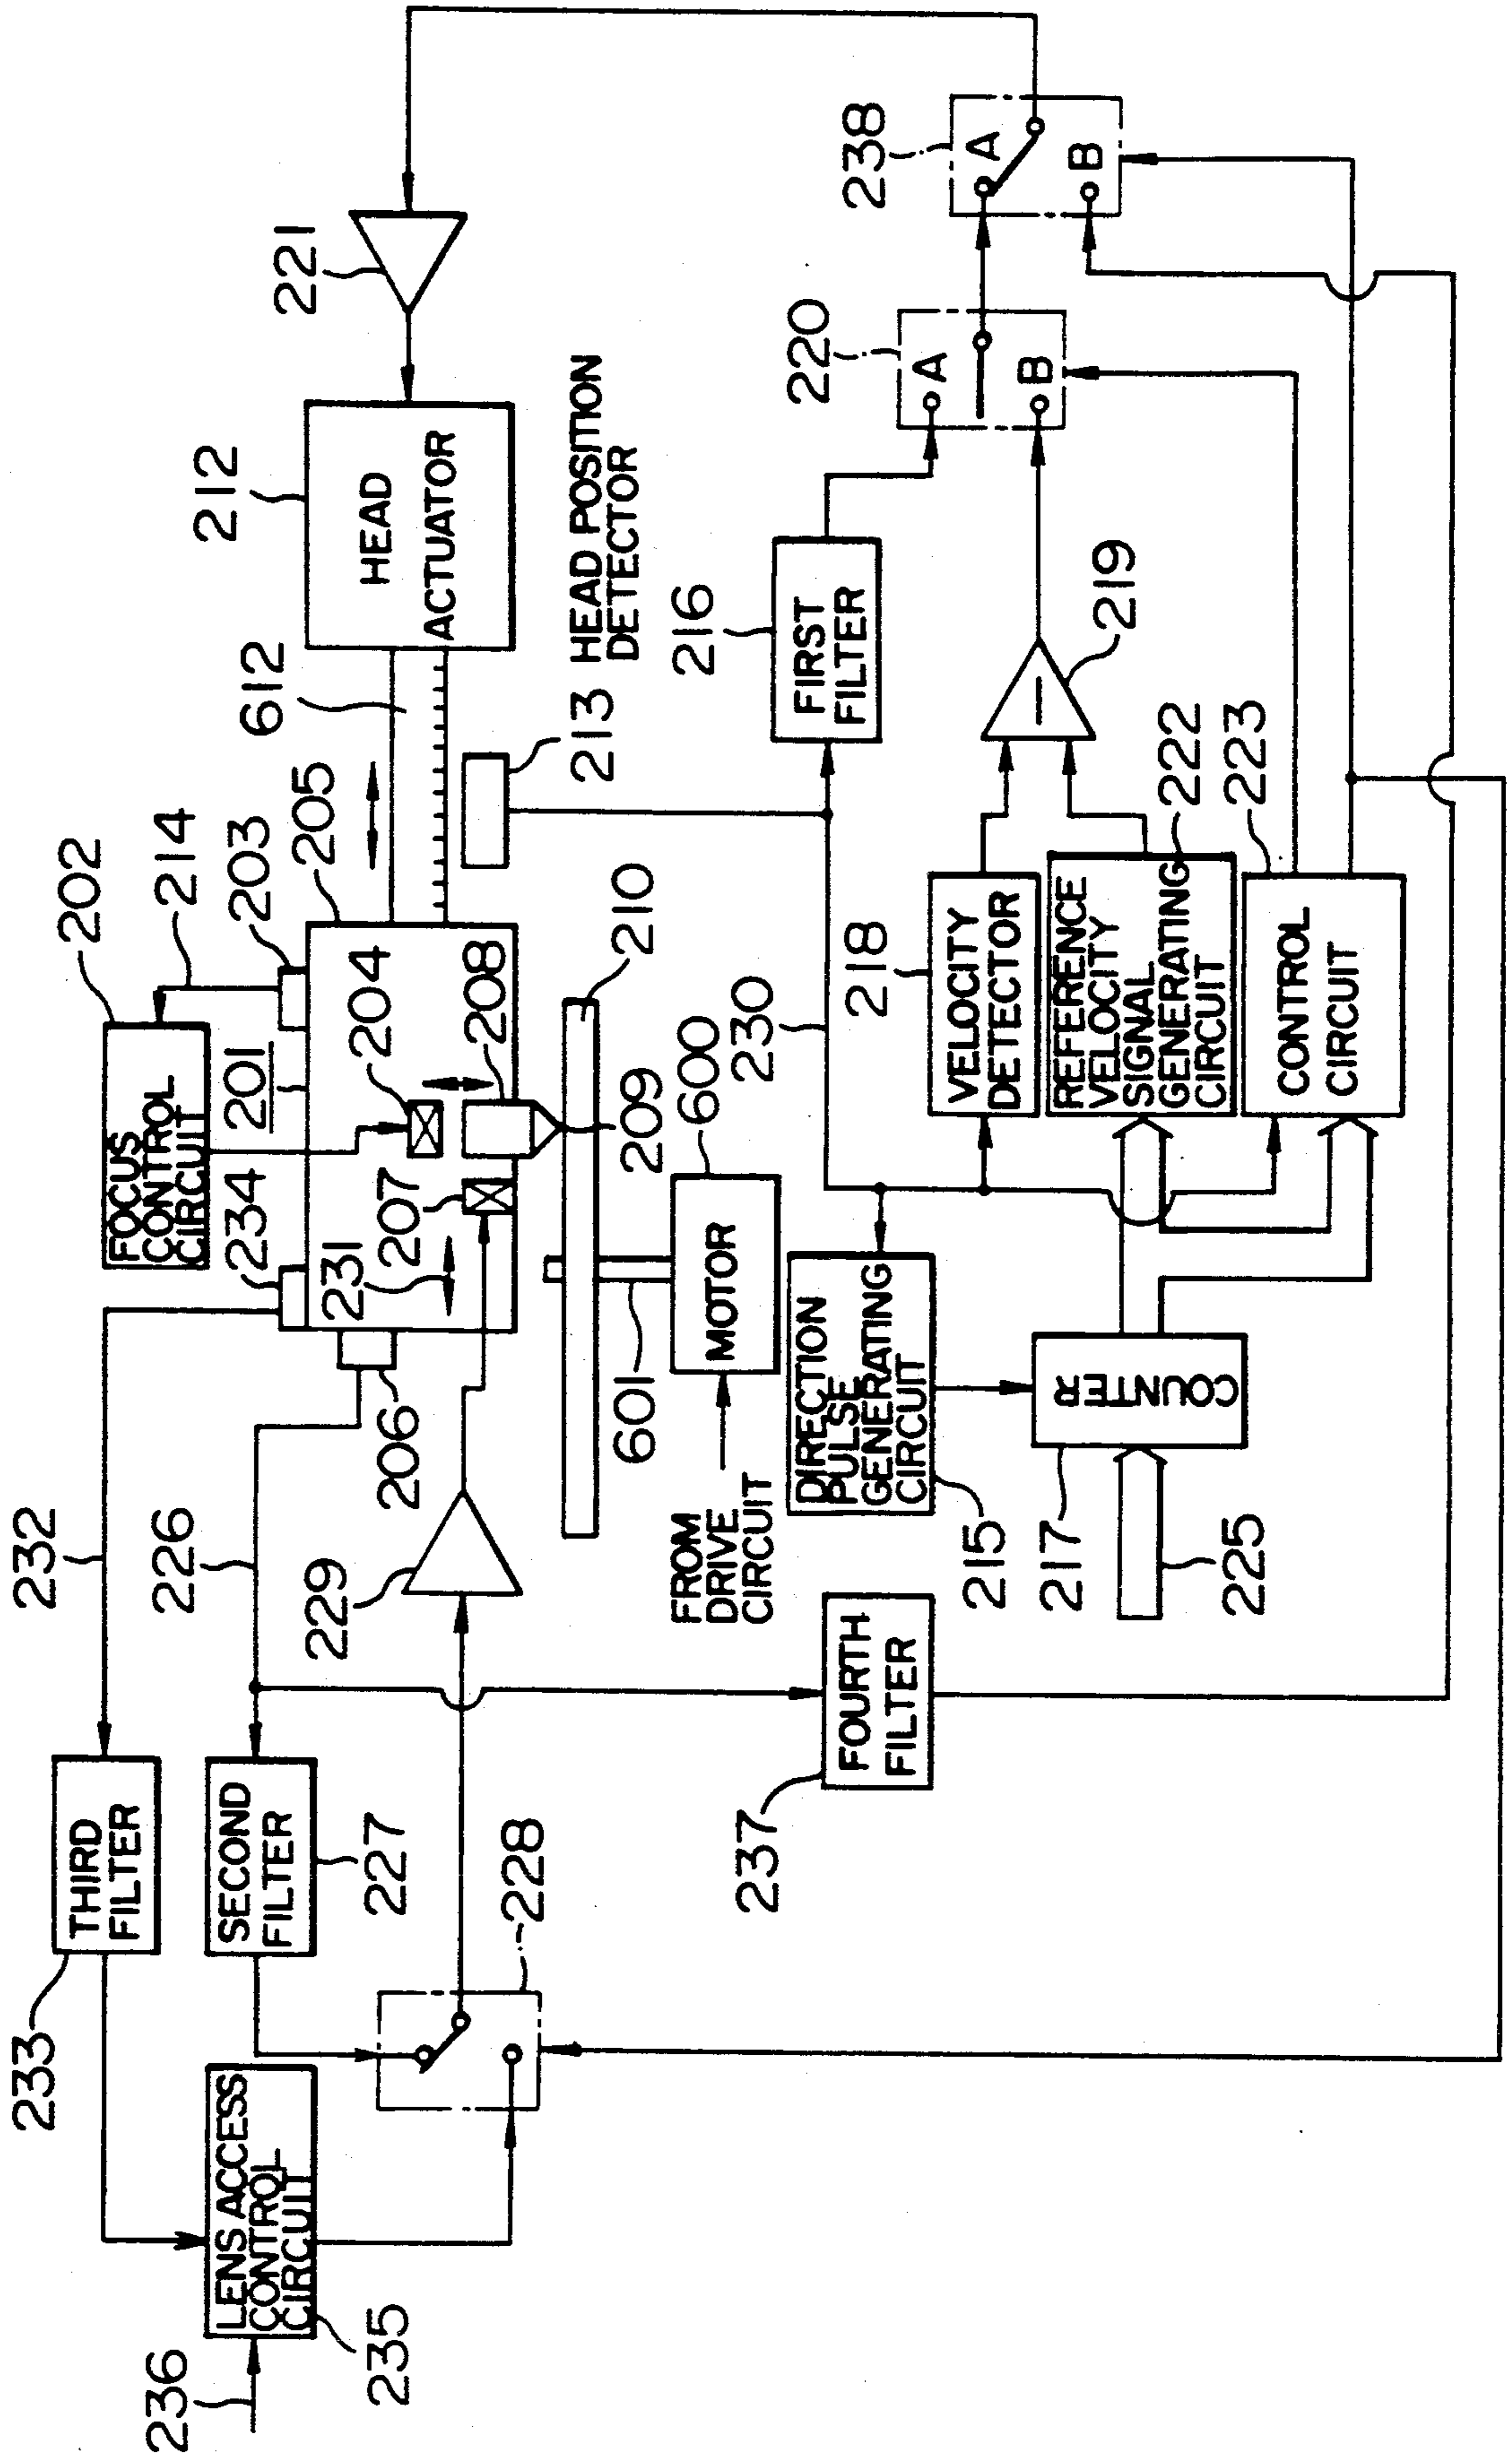 236
LENS ACCESS
CONTROL
CIRCUIT
235
233
THIRD
FILTER
232
SECOND
FILTER
227
226
228
229
206
234
FOCUS
CONTROL
CIRCUIT
202
214
203
201
205
231
207
204
208
209
210
612
212
HEAD
ACTUATOR
221
213
HEAD POSITION
DETECTOR
601
MOTOR
600
FROM
DRIVE
CIRCUIT
237
FOURTH
FILTER
DIRECTION
PULSE
GENERATING
CIRCUIT
215
COUNTER
217
225
230
216
FIRST
FILTER
218
VELOCITY
DETECTOR
REFERENCE
VELOCITY
SIGNAL
GENERATING
CIRCUIT
222
CONTROL
CIRCUIT
223
219
220
A
B
238
A
B